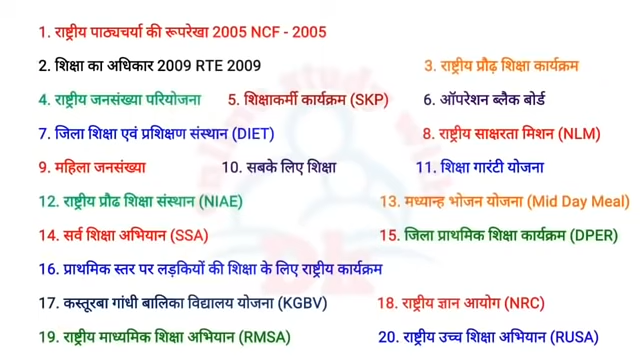 1. राष्ट्रीय पाठ्यचर्या की रूपरेखा 2005 NCF - 2005
2. शिक्षा का अधिकार 2009 RTE 2009 3. राष्ट्रीय प्रौढ़ शिक्षा कार्यक्रम
4. राष्ट्रीय जनसंख्या परियोजना 5. शिक्षाकर्मी कार्यक्रम (SKP) 6. ऑपरेशन ब्लैक बोर्ड
7. जिला शिक्षा एवं प्रशिक्षण संस्थान (DIET) 8. राष्ट्रीय साक्षरता मिशन (NLM)
9. महिला जनसंख्या 10. सबके लिए शिक्षा 11. शिक्षा गारंटी योजना
12. राष्ट्रीय प्रौढ शिक्षा संस्थान (NIAE) 13. मध्यान्ह भोजन योजना (Mid Day Meal)
14. सर्व शिक्षा अभियान (SSA) 15. जिला प्राथमिक शिक्षा कार्यक्रम (DPER)
16. प्राथमिक स्तर पर लड़कियों की शिक्षा के लिए राष्ट्रीय कार्यक्रम
17. कस्तूरबा गांधी बालिका विद्यालय योजना (KGBV) 18. राष्ट्रीय ज्ञान आयोग (NRC)
19. राष्ट्रीय माध्यमिक शिक्षा अभियान (RMSA) 20. राष्ट्रीय उच्च शिक्षा अभियान (RUSA)